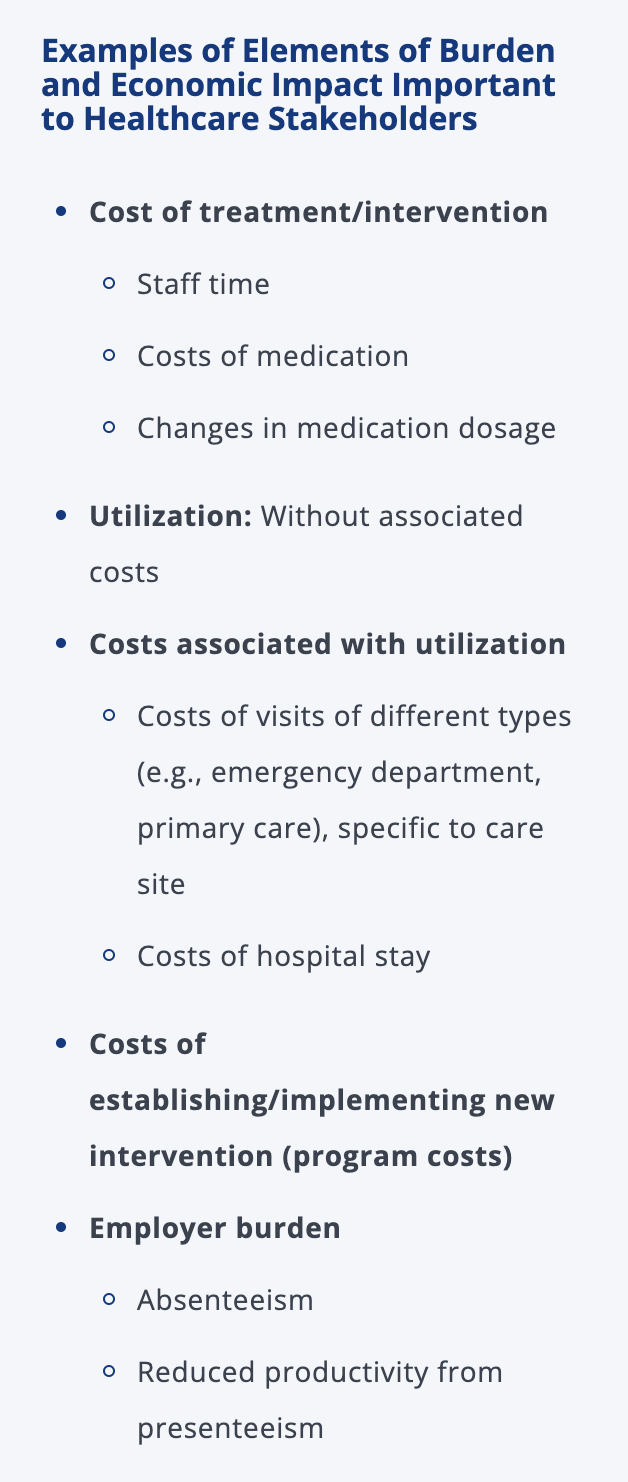 Examples of Elements of Burden
and Economic Impact Important
to Healthcare Stakeholders
Cost of treatment/intervention
Staff time
Costs of medication
Changes in medication dosage
Utilization: Without associated
costs
Costs associated with utilization
Costs of visits of different types
(e.g., emergency department,
primary care), specific to care
site
Costs of hospital stay
Costs of
establishing/implementing new
intervention (program costs)
Employer burden
Absenteeism
Reduced productivity from
presenteeism